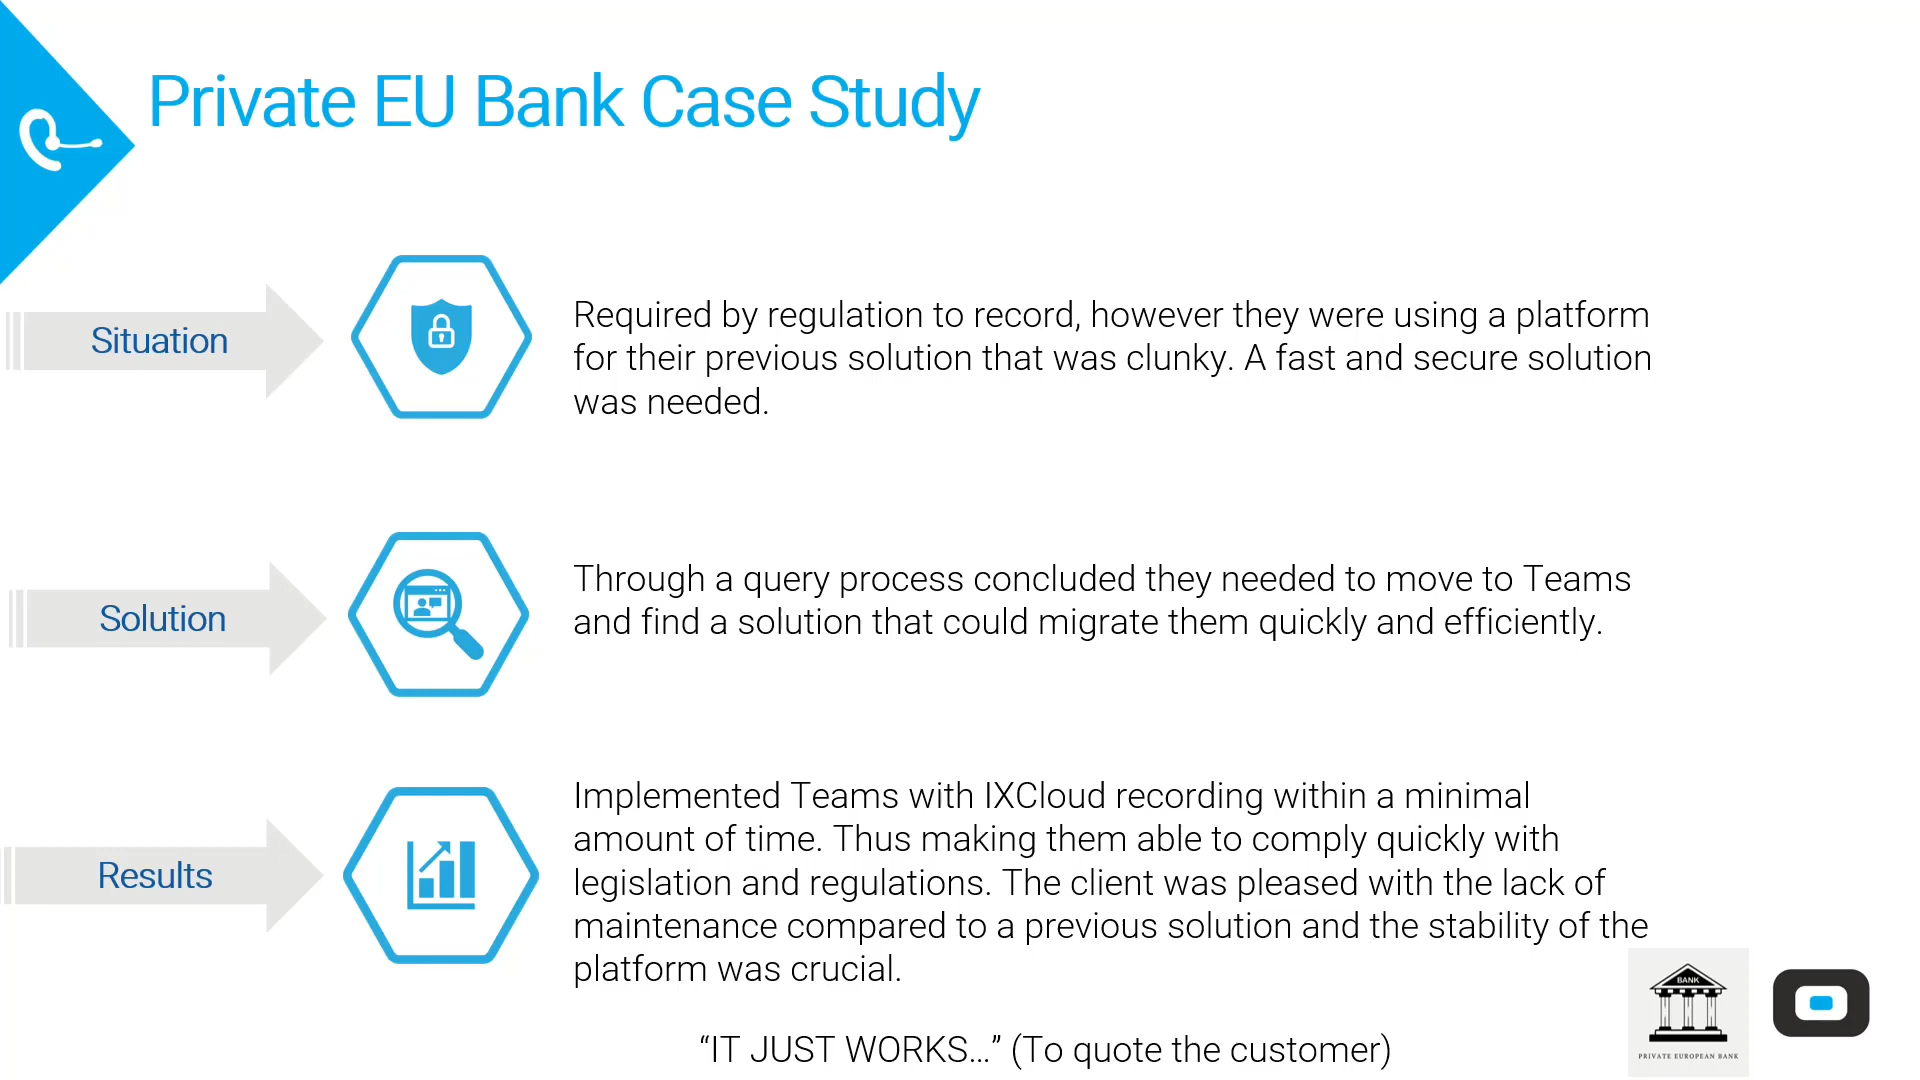 Private EU Bank Case Study
Situation
Required by regulation to record, however they were using a platform
for their previous solution that was clunky. A fast and secure solution
was needed.
Solution
Through a query process concluded they needed to move to Teams
and find a solution that could migrate them quickly and efficiently.
Results
Implemented Teams with IXCloud recording within a minimal
amount of time. Thus making them able to comply quickly with
legislation and regulations. The client was pleased with the lack of
maintenance compared to a previous solution and the stability of the
platform was crucial.
“IT JUST WORKS…” (To quote the customer)
BANK
PRIVATE EUROPEAN BANK